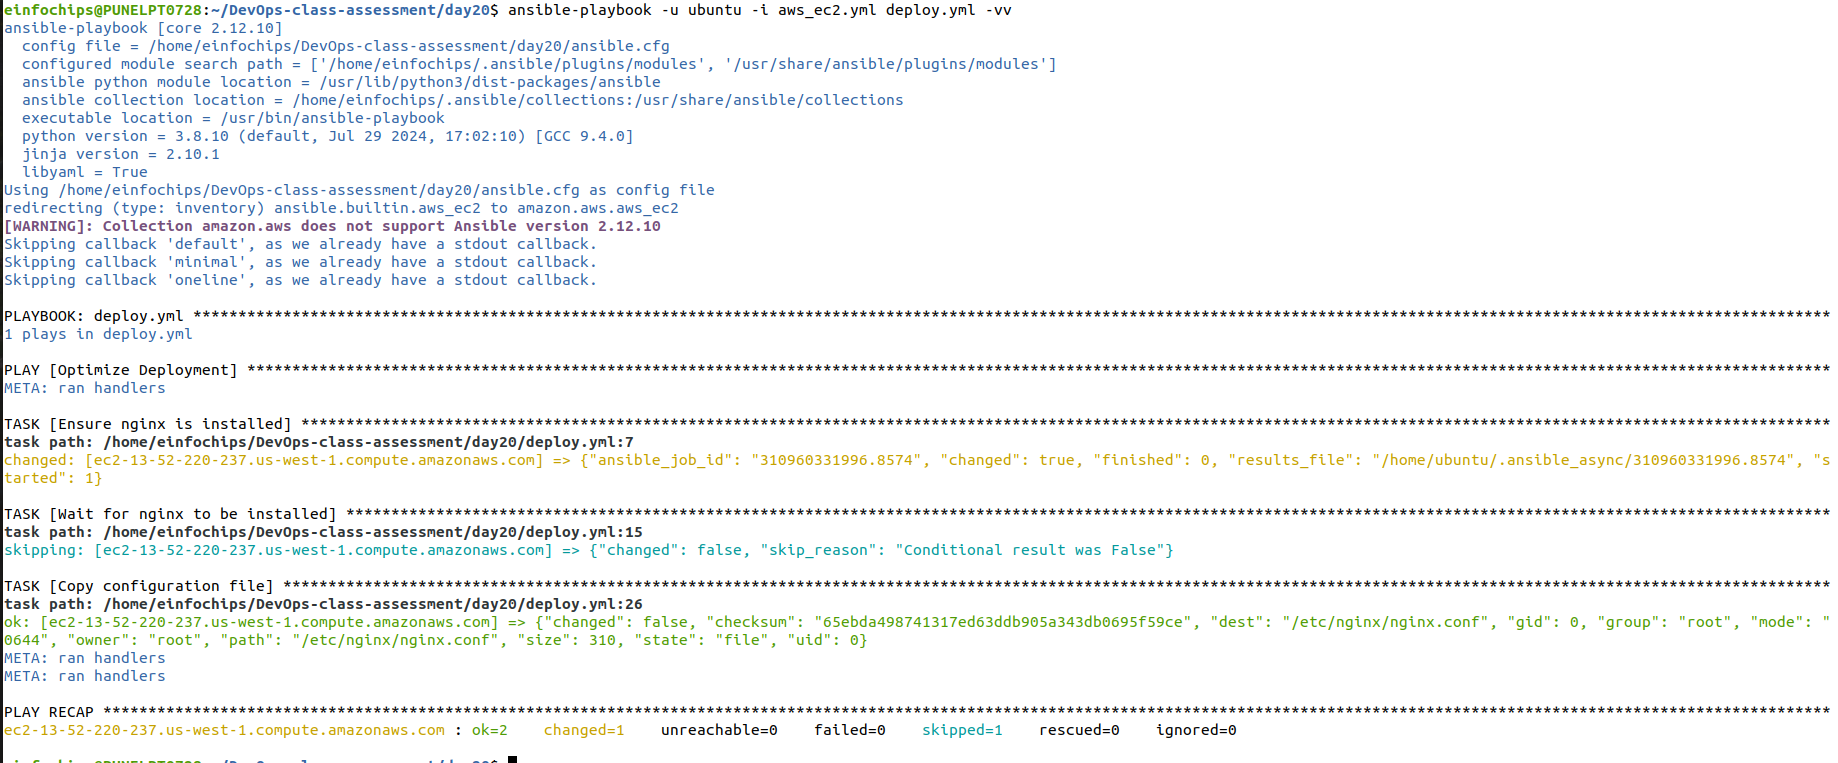 einfochips@PUNELPT0728:~/DevOps-class-assessment/day20$ ansible-playbook -u ubuntu -i aws_ec2.yml deploy.yml -vv
ansible-playbook [core 2.12.10]
  config file = /home/einfochips/DevOps-class-assessment/day20/ansible.cfg
  configured module search path = ['/home/einfochips/.ansible/plugins/modules', '/usr/share/ansible/plugins/modules']
  ansible python module location = /usr/lib/python3/dist-packages/ansible
  ansible collection location = /home/einfochips/.ansible/collections:/usr/share/ansible/collections
  executable location = /usr/bin/ansible-playbook
  python version = 3.8.10 (default, Jul 29 2024, 17:02:10) [GCC 9.4.0]
  jinja version = 2.10.1
  libyaml = True
Using /home/einfochips/DevOps-class-assessment/day20/ansible.cfg as config file
redirecting (type: inventory) ansible.builtin.aws_ec2 to amazon.aws.aws_ec2
[WARNING]: Collection amazon.aws does not support Ansible version 2.12.10
Skipping callback 'default', as we already have a stdout callback.
Skipping callback 'minimal', as we already have a stdout callback.
Skipping callback 'oneline', as we already have a stdout callback.
PLAYBOOK: deploy.yml **********************************************************************************************************************************************************************
1 plays in deploy.yml
PLAY [Optimize Deployment] ****************************************************************************************************************************************************************
META: ran handlers
TASK [Ensure nginx is installed] **********************************************************************************************************************************************************
task path: /home/einfochips/DevOps-class-assessment/day20/deploy.yml:7
changed: [ec2-13-52-220-237.us-west-1.compute.amazonaws.com] => {"ansible_job_id": "310960331996.8574", "changed": true, "finished": 0, "results_file": "/home/ubuntu/.ansible_async/310960331996.8574", "s
tarted": 1}
TASK [Wait for nginx to be installed] *****************************************************************************************************************************************************
task path: /home/einfochips/DevOps-class-assessment/day20/deploy.yml:15
skipping: [ec2-13-52-220-237.us-west-1.compute.amazonaws.com] => {"changed": false, "skip_reason": "Conditional result was False"}
TASK [Copy configuration file] ************************************************************************************************************************************************************
task path: /home/einfochips/DevOps-class-assessment/day20/deploy.yml:26
ok: [ec2-13-52-220-237.us-west-1.compute.amazonaws.com] => {"changed": false, "checksum": "65ebda498741317ed63ddb905a343db0695f59ce", "dest": "/etc/nginx/nginx.conf", "gid": 0, "group": "root", "mode": "
0644", "owner": "root", "path": "/etc/nginx/nginx.conf", "size": 310, "state": "file", "uid": 0}
META: ran handlers
META: ran handlers
PLAY RECAP ********************************************************************************************************************************************************************************
ec2-13-52-220-237.us-west-1.compute.amazonaws.com : ok=2    changed=1    unreachable=0    failed=0    skipped=1    rescued=0    ignored=0
einfochips@PUNELPT0728:~/DevOps-class-assessment/day20$